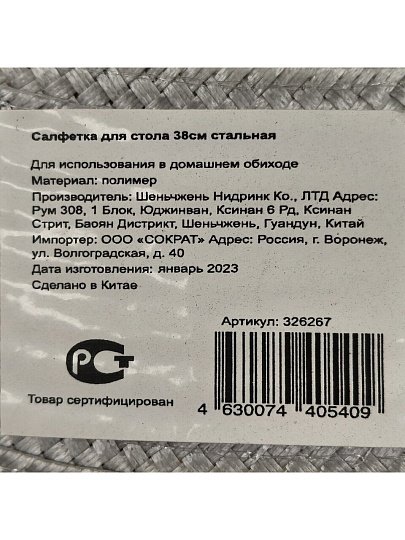 Салфетка для стола 38см стальная
Для использования в домашнем обиходе
Материал: полимер
Производитель: Шеньчжень Нидринк Ко., ЛТД Адрес:
Рум 308, 1 Блок, Юджинван, Ксинан 6 Рд, Ксинан
Стрит, Баоян Дистрикт, Шеньчжень, Гуандун, Китай
Импортер: ООО «СОКРАТ» Адрес: Россия, г. Воронеж,
ул. Волгоградская, д. 40
Дата изготовления: январь 2023
Сделано в Китае
Артикул: 326267
РСТ
Товар сертифицирован
4 630074 405409